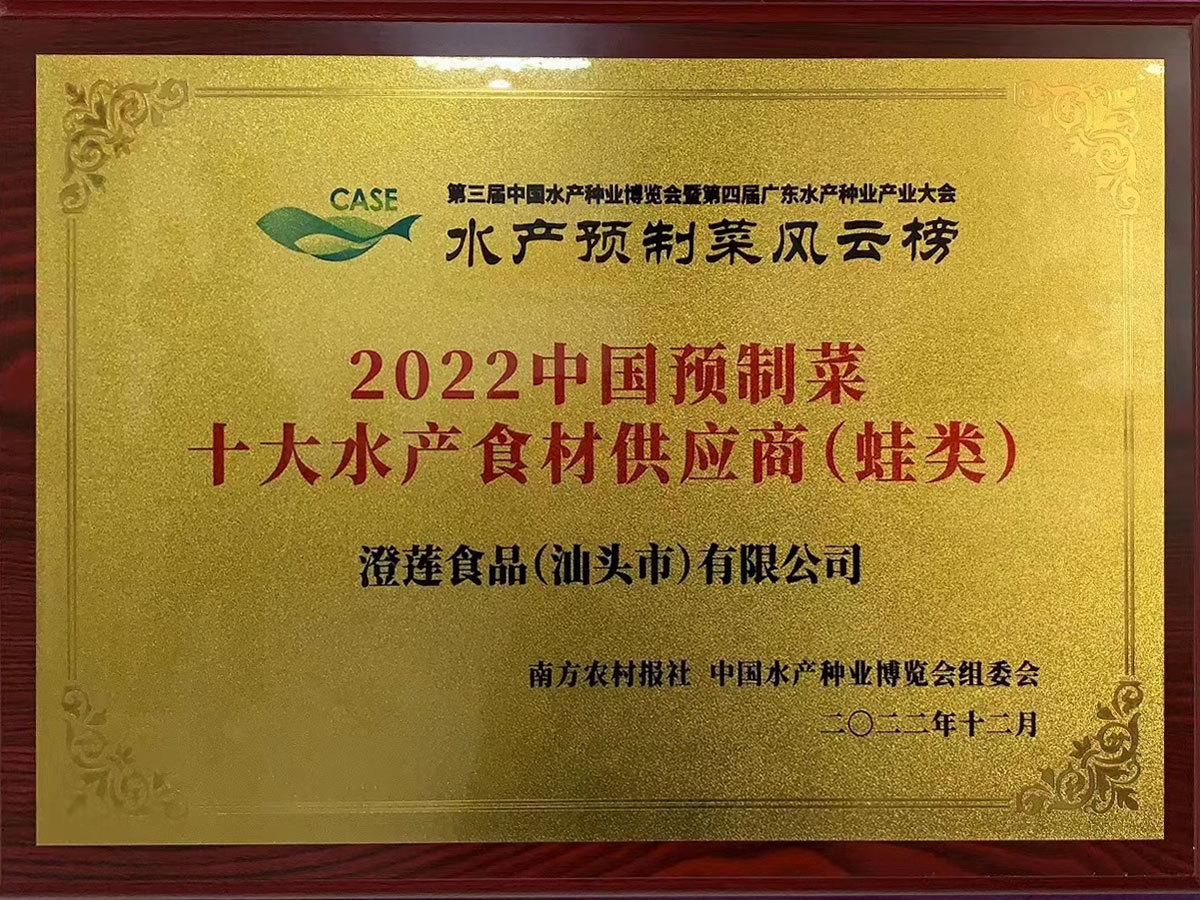 CASE
第三届中国水产种业博览会暨第四届广东水产种业产业大会
水产预制菜风云榜
2022中国预制菜
十大水产食材供应商(蛙类)
澄莲食品(汕头市)有限公司
南方农村报社 中国水产种业博览会组委会
二〇二二年十二月